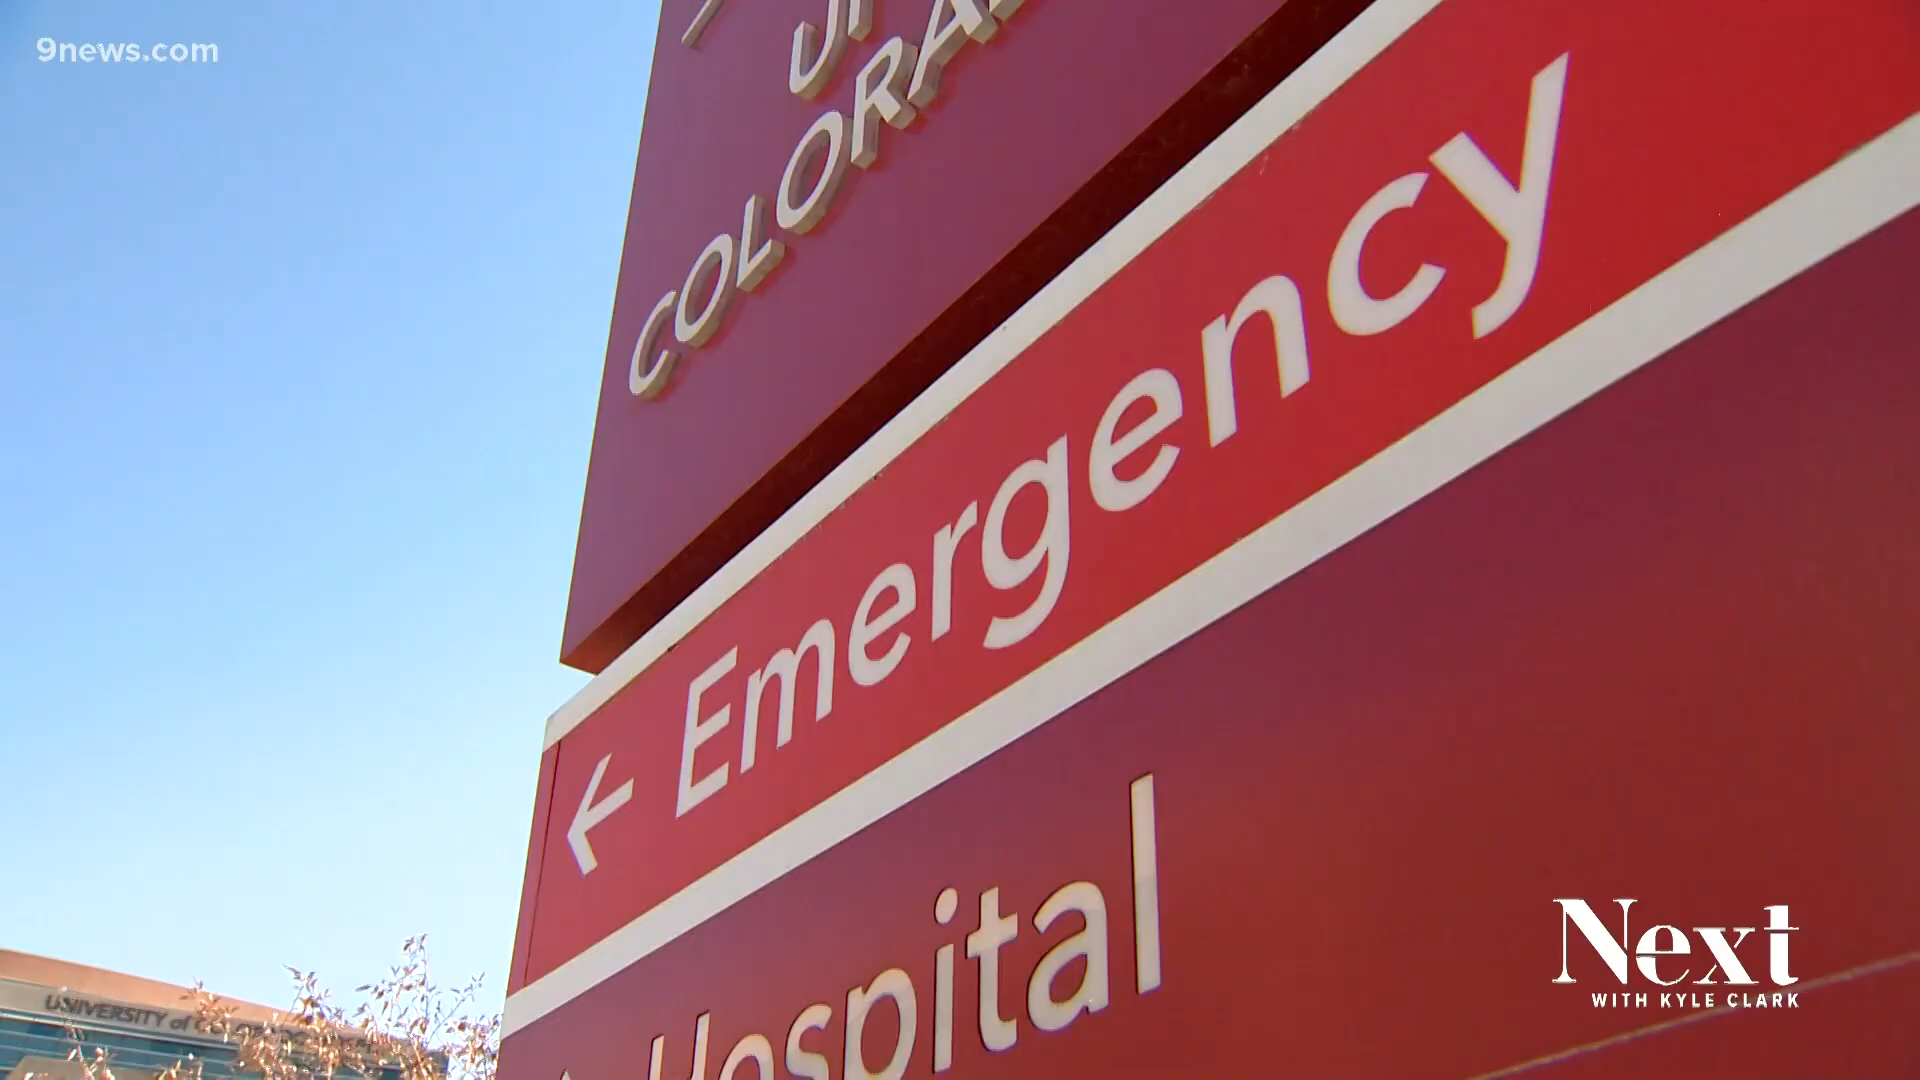 9news.com
COLORA
← Emergency
Hospital
UNIVERSITY of
Next
WITH KYLE CLARK